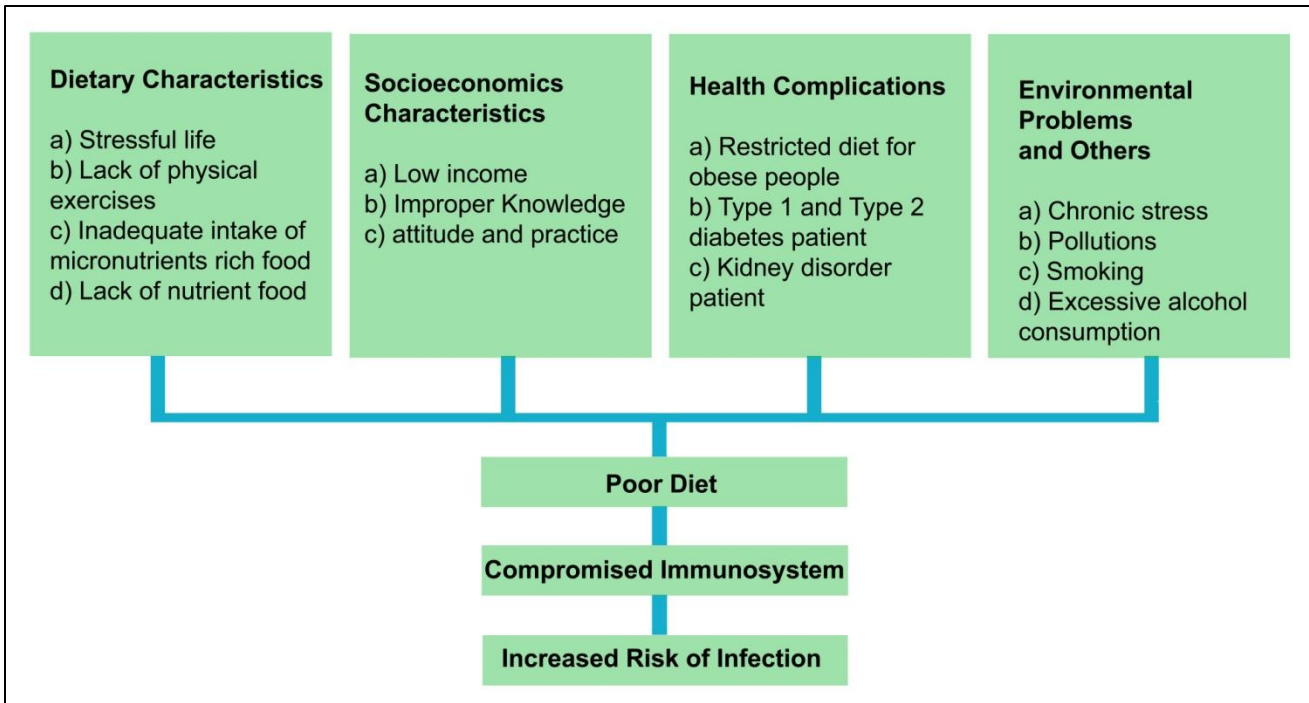 Dietary Characteristics
a) Stressful life
b) Lack of physical
exercises
c) Inadequate intake of
micronutrients rich food
d) Lack of nutrient food
Socioeconomics
Characteristics
a) Low income
b) Improper Knowledge
c) attitude and practice
Health Complications
a) Restricted diet for
obese people
b) Type 1 and Type 2
diabetes patient
c) Kidney disorder
patient
Environmental
Problems
and Others
a) Chronic stress
b) Pollutions
c) Smoking
d) Excessive alcohol
consumption
Poor Diet
Compromised Immunosystem
Increased Risk of Infection